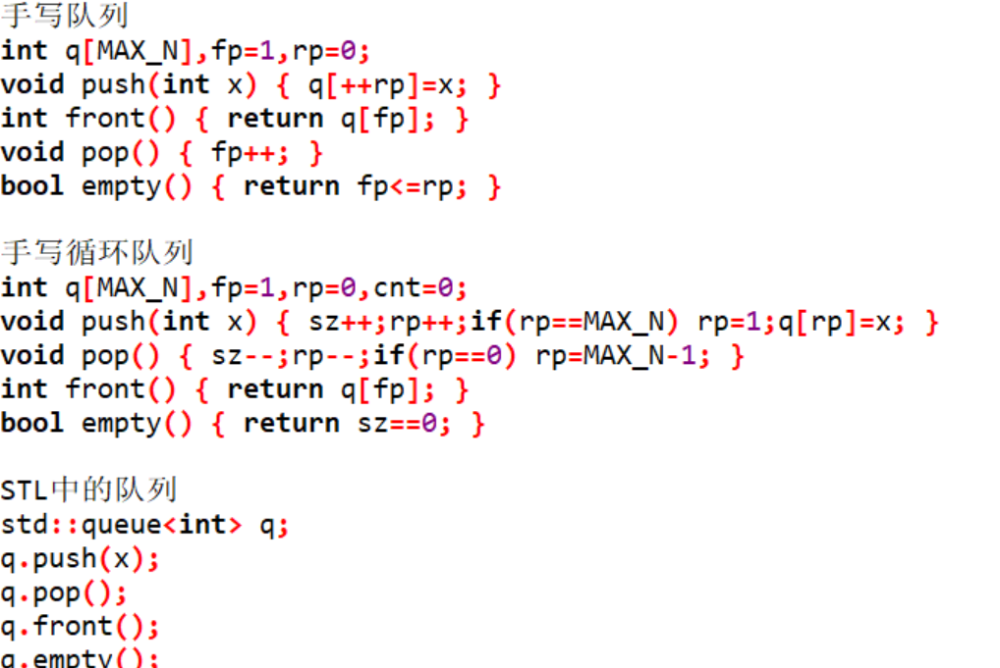 手写队列
int q[MAX_N],fp=1,rp=0;
void push(int x) { q[++rp]=x; }
int front() { return q[fp]; }
void pop() { fp++; }
bool empty() { return fp<=rp; }
手写循环队列
int q[MAX_N],fp=1,rp=0,cnt=0;
void push(int x) { sz++;rp++;if(rp==MAX_N) rp=1;q[rp]=x; }
void pop() { sz--;rp--;if(rp==0) rp=MAX_N-1; }
int front() { return q[fp]; }
bool empty() { return sz==0; }
STL中的队列
std::queue<int> q;
q.push(x);
q.pop();
q.front();
q.empty();